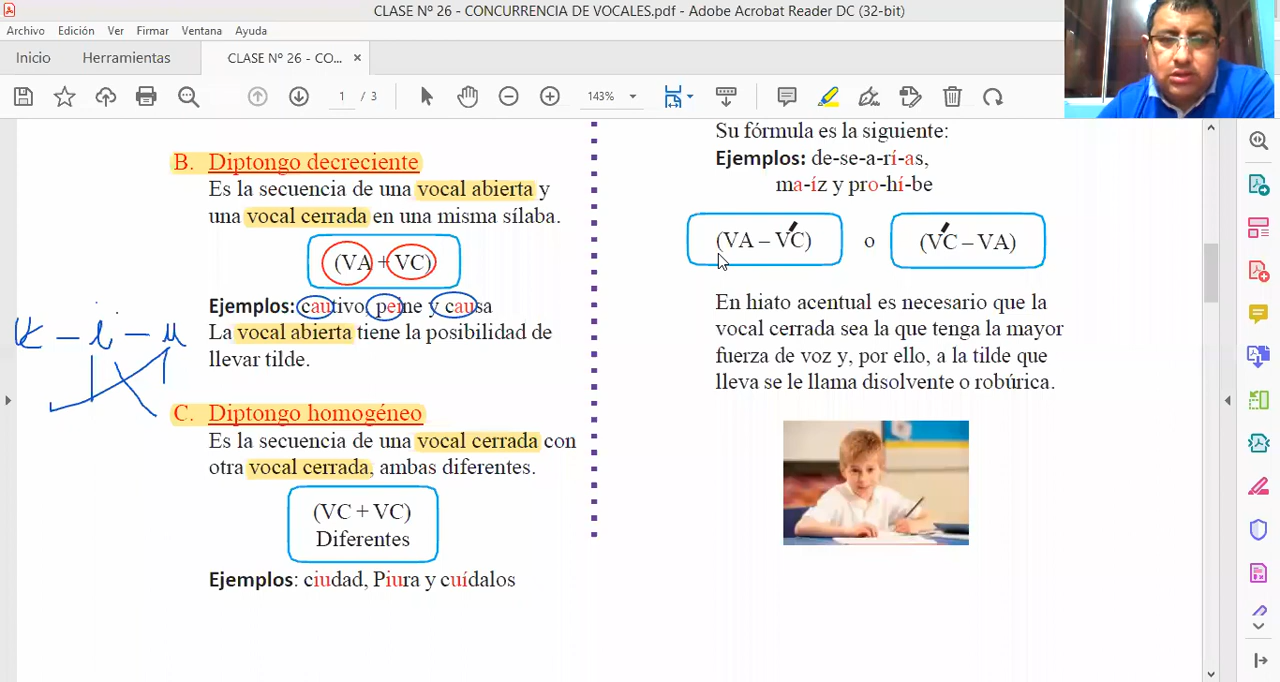 CLASE Nº 26 - CONCURRENCIA DE VOCALES.pdf - Adobe Acrobat Reader DC (32-bit)
Archivo Edición Ver Firmar Ventana Ayuda
Inicio Herramientas CLASE Nº 26 - CO... ×
1 / 3 143%
B. Diptongo decreciente
Es la secuencia de una vocal abierta y
una vocal cerrada en una misma sílaba.
(VA + VC)
Ejemplos: cautivo, peine y causa
La vocal abierta tiene la posibilidad de
llevar tilde.
- i - u
C. Diptongo homogéneo
Es la secuencia de una vocal cerrada con
otra vocal cerrada, ambas diferentes.
(VC + VC)
Diferentes
Ejemplos: ciudad, Piura y cuídalos
Su fórmula es la siguiente:
Ejemplos: de-se-a-rí-as,
ma-íz y pro-hí-be
(VA – VC) o (VC – VA)
En hiato acentual es necesario que la
vocal cerrada sea la que tenga la mayor
fuerza de voz y, por ello, a la tilde que
lleva se le llama disolvente o robúrica.